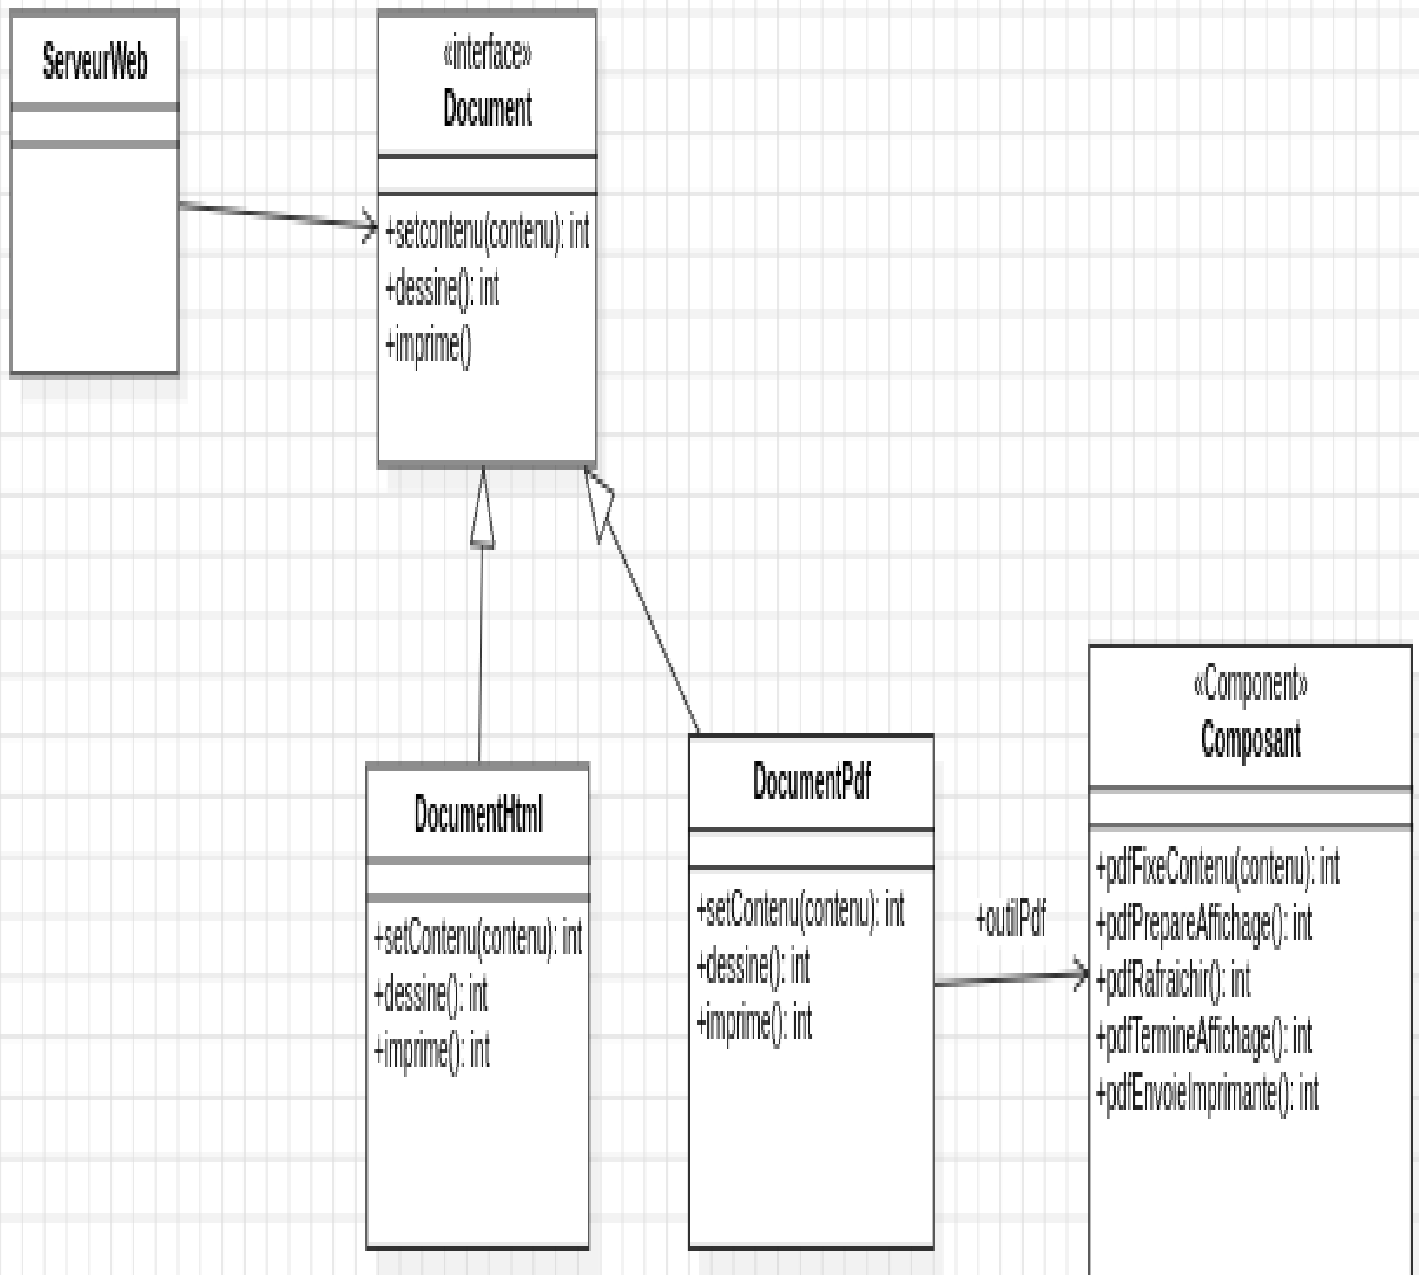 ServeurWeb
«interface»
Document
+setcontenu(contenu): int
+dessine(): int
+imprime()
DocumentHtml
+setContenu(contenu): int
+dessine(): int
+imprime(): int
DocumentPdf
+setContenu(contenu): int
+dessine(): int
+imprime(): int
+outilPdf
«Component»
Composant
+pdfFixeContenu(contenu): int
+pdfPrepareAffichage(): int
+pdfRafraichir(): int
+pdfTermineAffichage(): int
+pdfEnvoieImprimante(): int